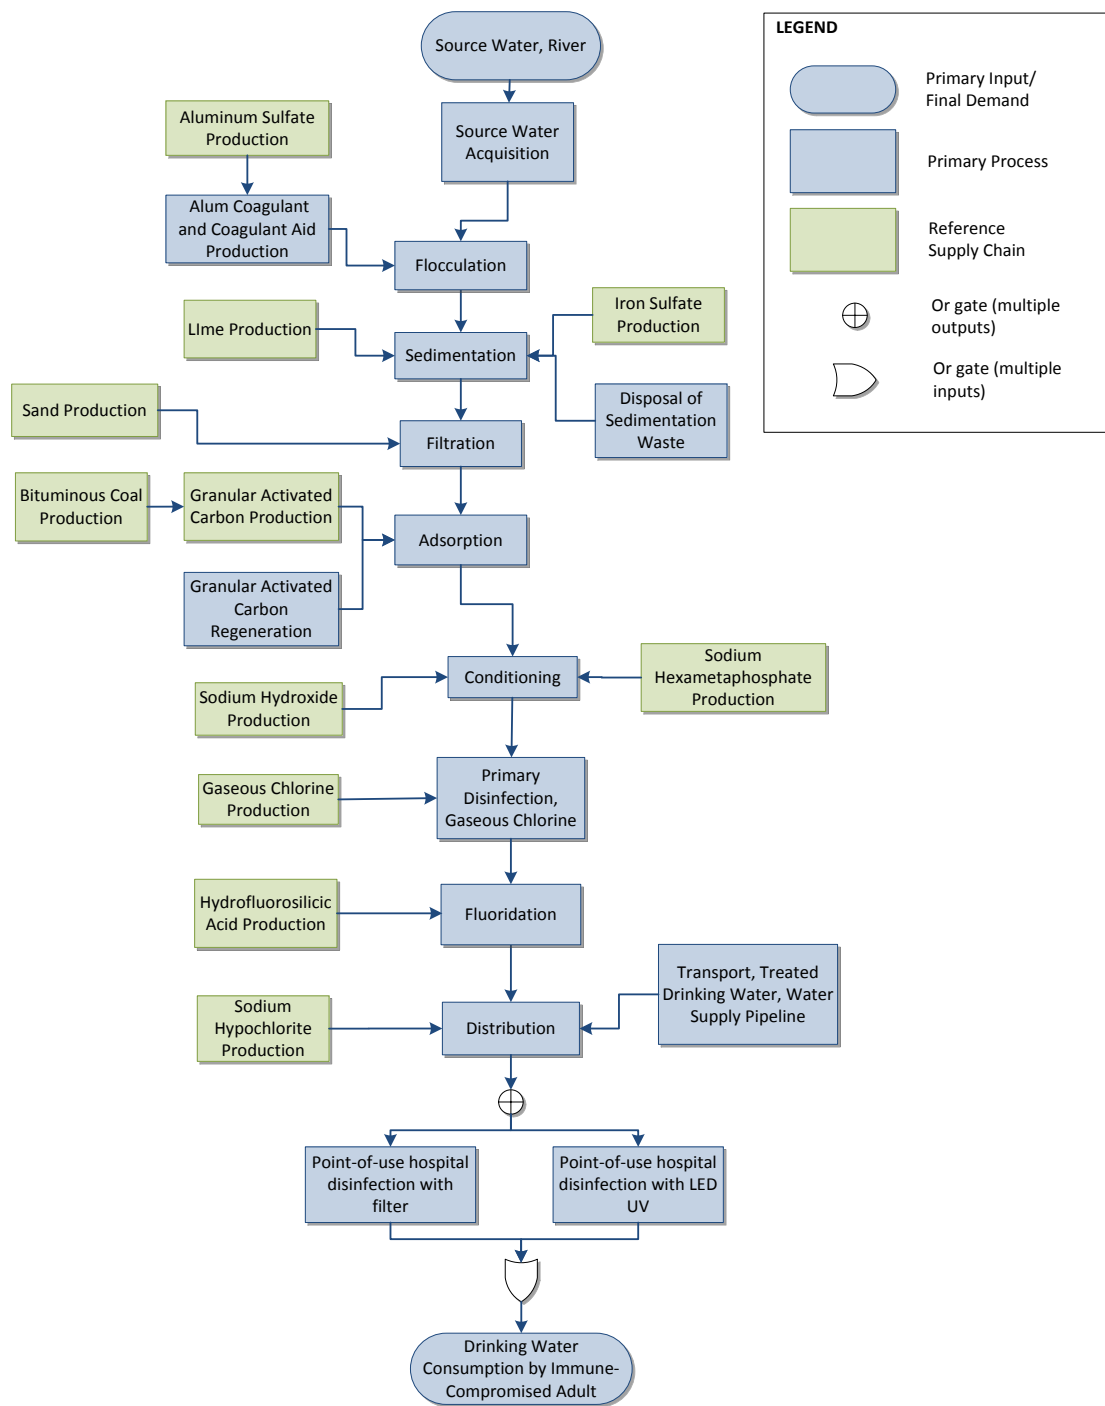 Source Water, River
Aluminum Sulfate
Production
Source Water
Acquisition
Alum Coagulant
and Coagulant Aid
Production
Flocculation
LIme Production
Iron Sulfate
Production
Sedimentation
Disposal of
Sedimentation
Waste
Sand Production
Filtration
Bituminous Coal
Production
Granular Activated
Carbon Production
Adsorption
Granular Activated
Carbon
Regeneration
Conditioning
Sodium
Hexametaphosphate
Production
Sodium Hydroxide
Production
Gaseous Chlorine
Production
Primary
Disinfection,
Gaseous Chlorine
Hydrofluorosilicic
Acid Production
Fluoridation
Transport, Treated
Drinking Water, Water
Supply Pipeline
Sodium
Hypochlorite
Production
Distribution
Point-of-use hospital
disinfection with
filter
Point-of-use hospital
disinfection with LED
UV
Drinking Water
Consumption by Immune-
Compromised Adult
LEGEND
Primary Input/
Final Demand
Primary Process
Reference
Supply Chain
Or gate (multiple
outputs)
Or gate (multiple
inputs)